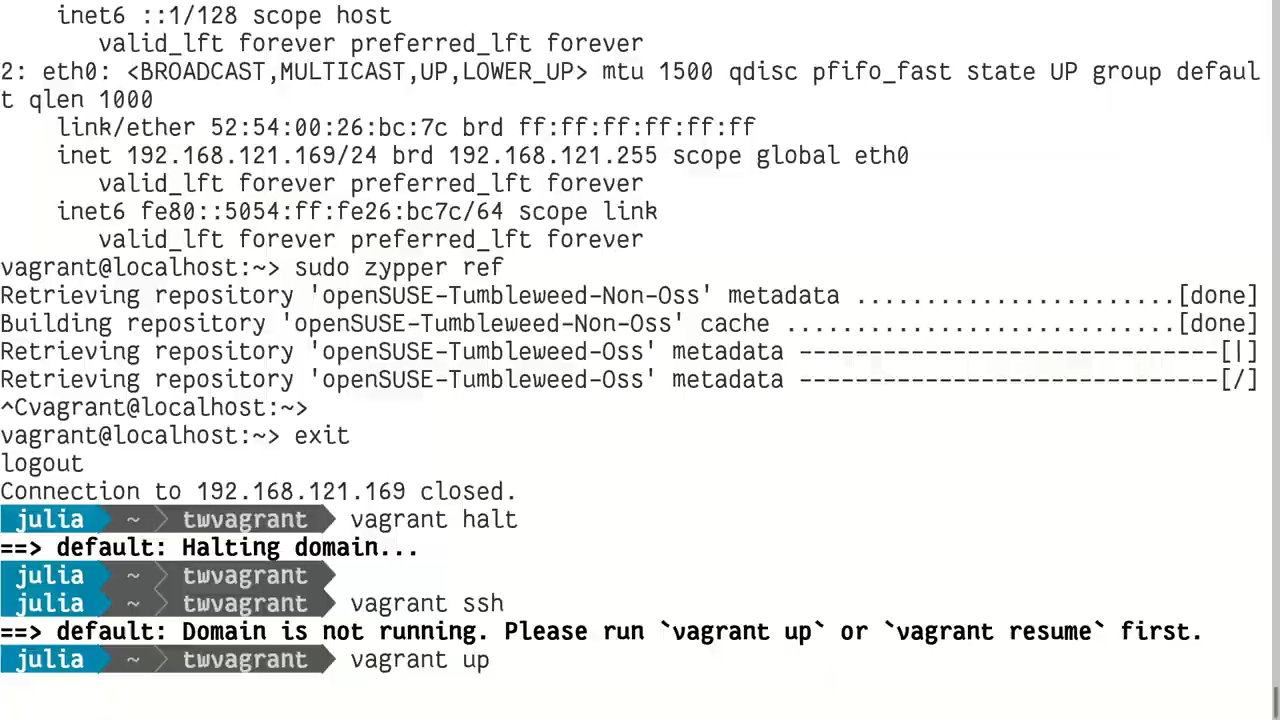 inet6 ::1/128 scope host
valid_lft forever preferred_lft forever
2: eth0: <BROADCAST,MULTICAST,UP,LOWER_UP> mtu 1500 qdisc pfifo_fast state UP group defaul
t qlen 1000
link/ether 52:54:00:26:bc:7c brd ff:ff:ff:ff:ff:ff
inet 192.168.121.169/24 brd 192.168.121.255 scope global eth0
valid_lft forever preferred_lft forever
inet6 fe80::5054:ff:fe26:bc7c/64 scope link
valid_lft forever preferred_lft forever
vagrant@localhost:~> sudo zypper ref
Retrieving repository 'openSUSE-Tumbleweed-Non-Oss' metadata .......................[done]
Building repository 'openSUSE-Tumbleweed-Non-Oss' cache ............................[done]
Retrieving repository 'openSUSE-Tumbleweed-Oss' metadata ------------------------------[|]
Retrieving repository 'openSUSE-Tumbleweed-Oss' metadata ------------------------------[/]
^Cvagrant@localhost:~>
vagrant@localhost:~> exit
logout
Connection to 192.168.121.169 closed.
julia ~ twvagrant vagrant halt
==> default: Halting domain...
julia ~ twvagrant
julia ~ twvagrant vagrant ssh
==> default: Domain is not running. Please run `vagrant up` or `vagrant resume` first.
julia ~ twvagrant vagrant up